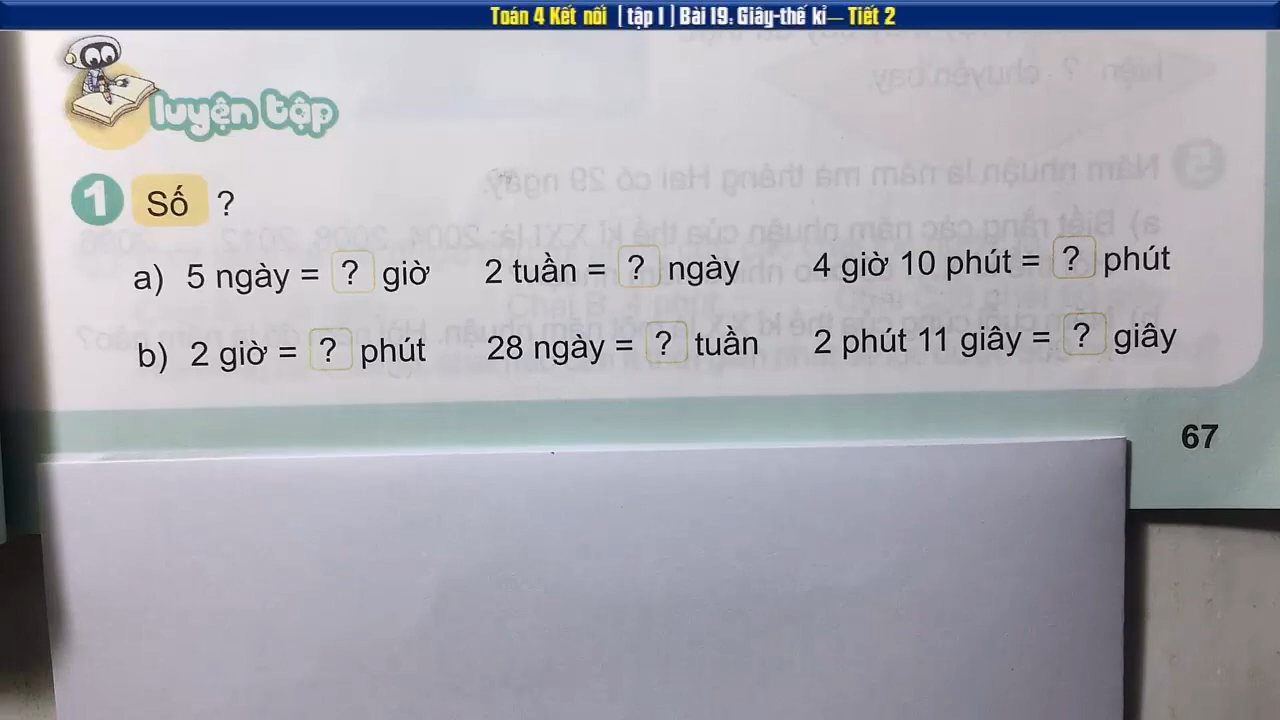 Toán 4 Kết nối ( tập 1 ) Bài 19: Giây-thế kỉ– Tiết 2
luyện tập
1 Số ?
a) 5 ngày = ? giờ 2 tuần = ? ngày 4 giờ 10 phút = ? phút
b) 2 giờ = ? phút 28 ngày = ? tuần 2 phút 11 giây = ? giây
67